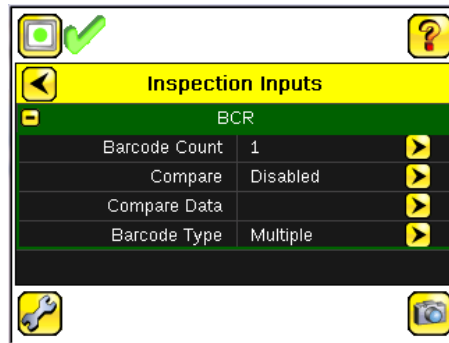 Inspection Inputs
BCR
Barcode Count 1
Compare Disabled
Compare Data
Barcode Type Multiple